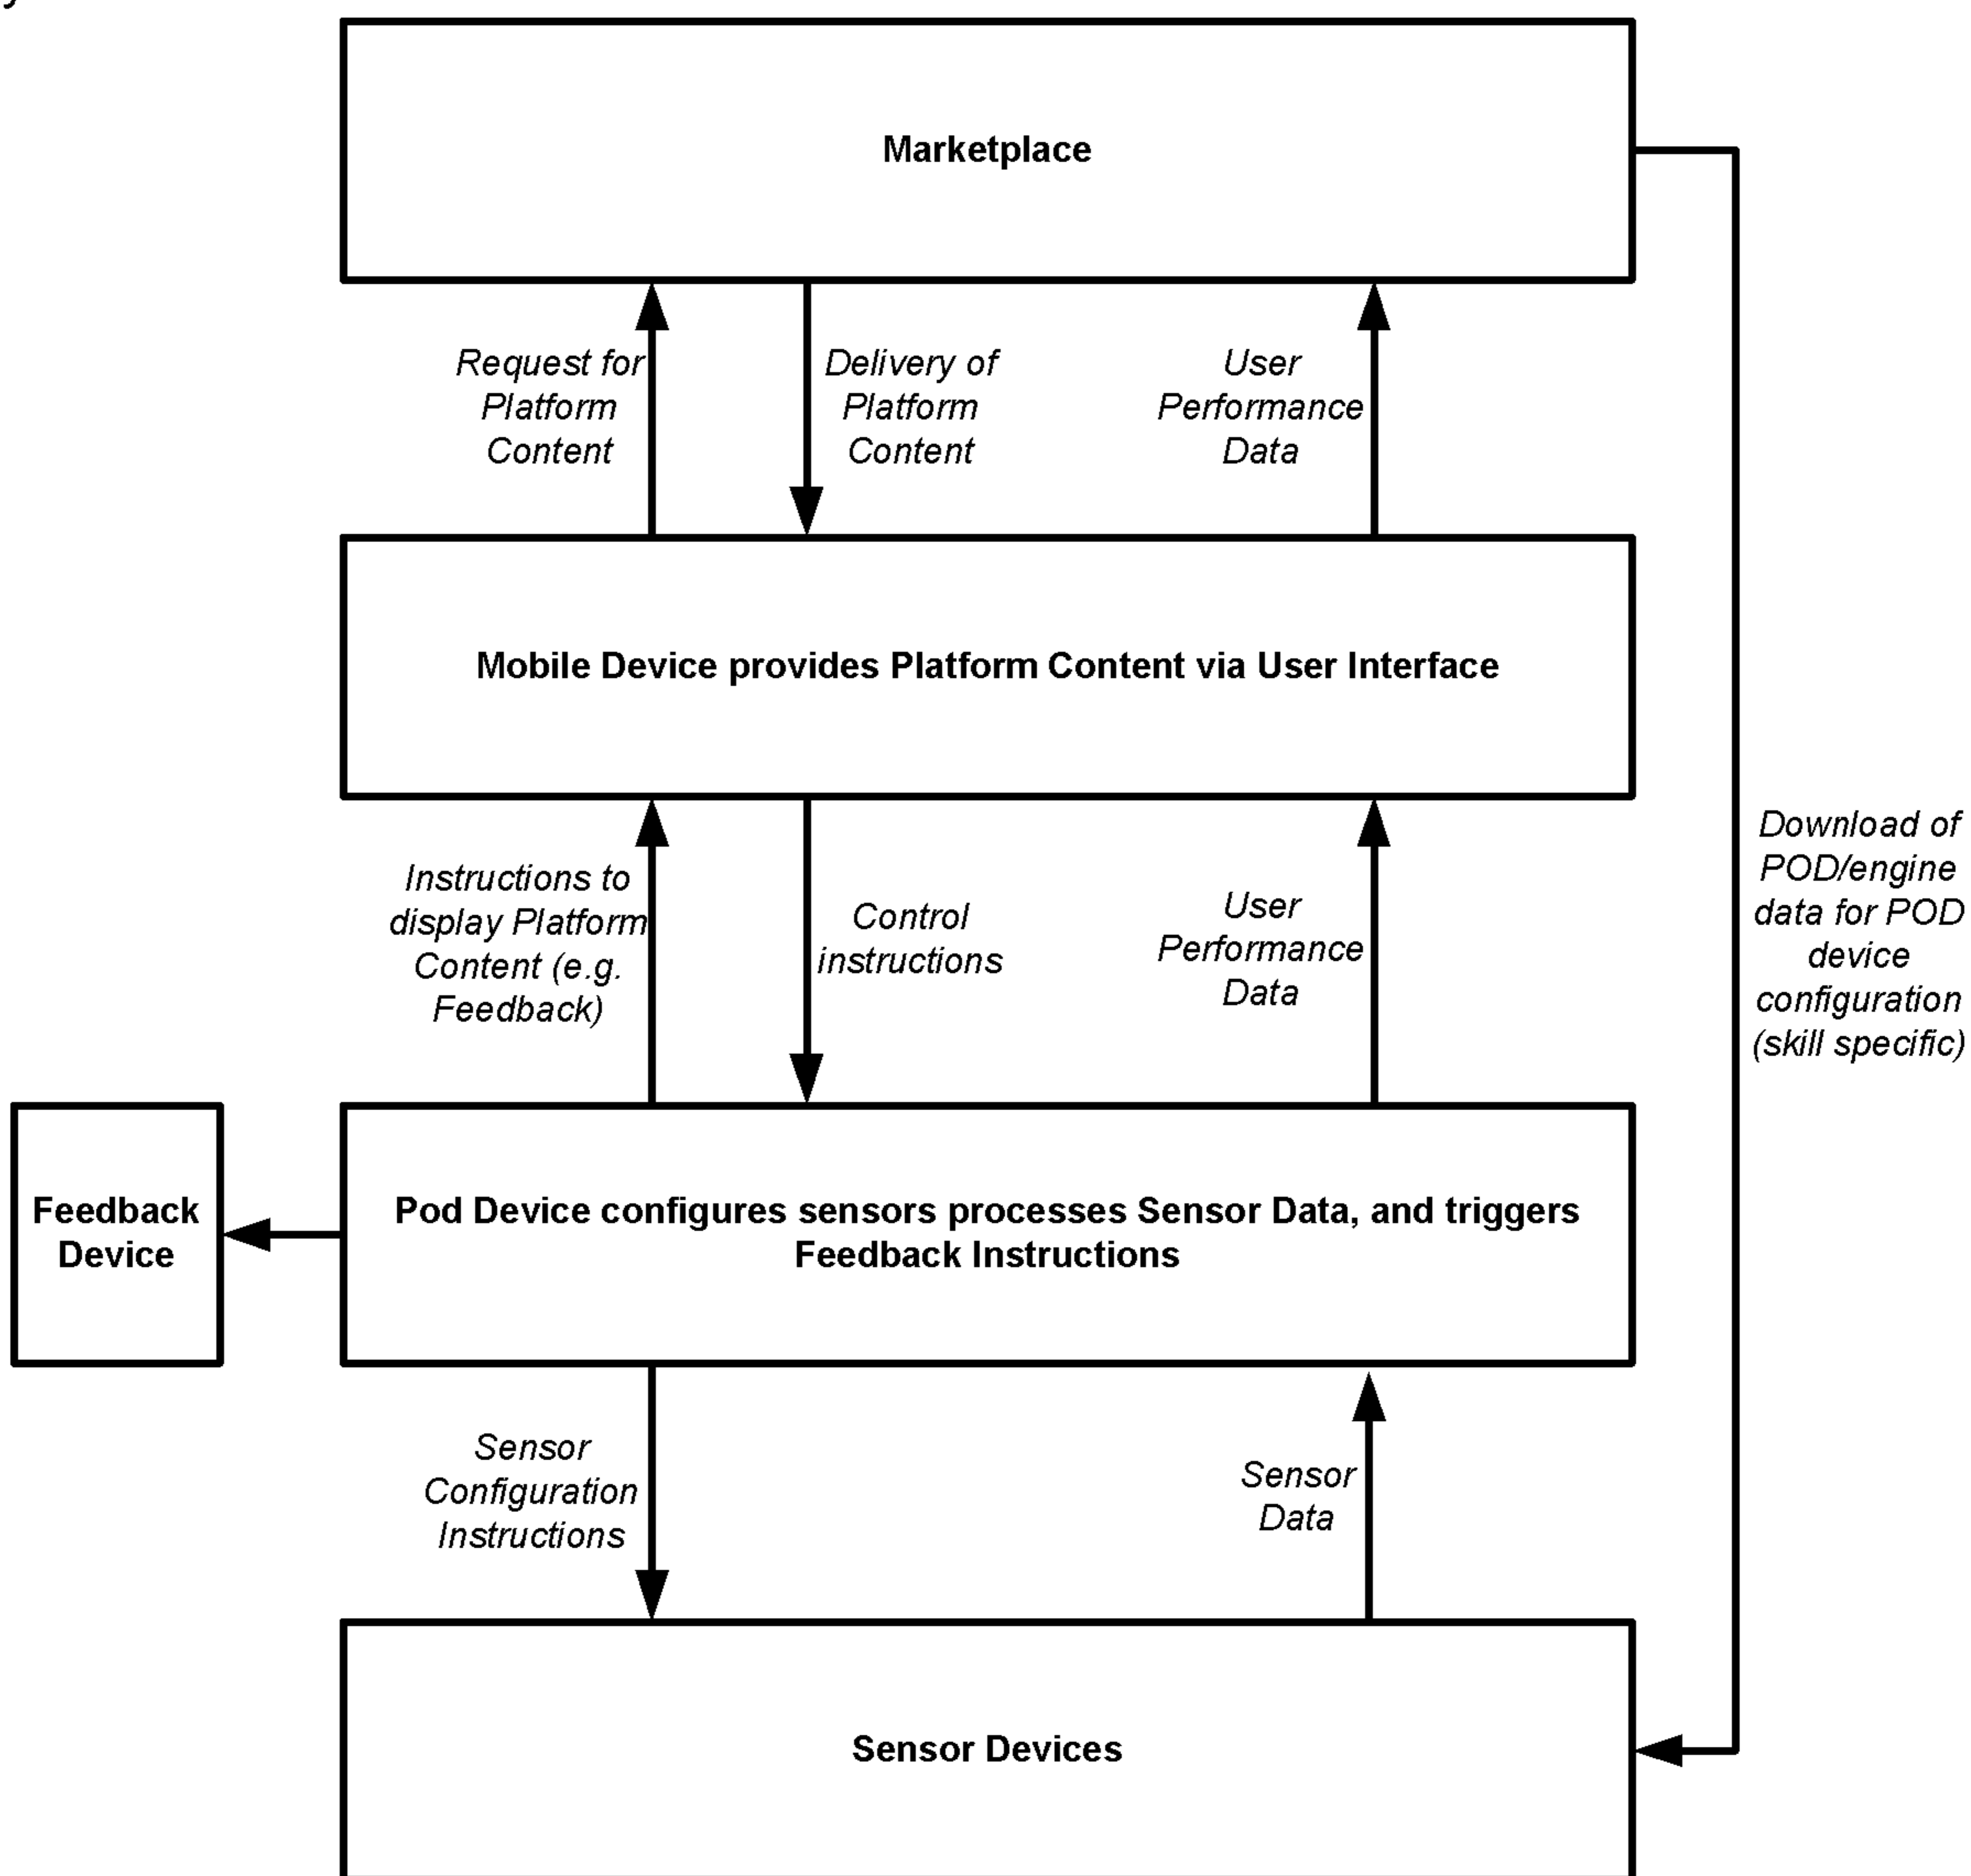 Marketplace
Request for
Platform
Content
Delivery of
Platform
Content
User
Performance
Data
Mobile Device provides Platform Content via User Interface
Instructions to
display Platform
Content (e.g.
Feedback)
Control
instructions
User
Performance
Data
Download of
POD/engine
data for POD
device
configuration
(skill specific)
Feedback
Device
Pod Device configures sensors processes Sensor Data, and triggers
Feedback Instructions
Sensor
Configuration
Instructions
Sensor
Data
Sensor Devices